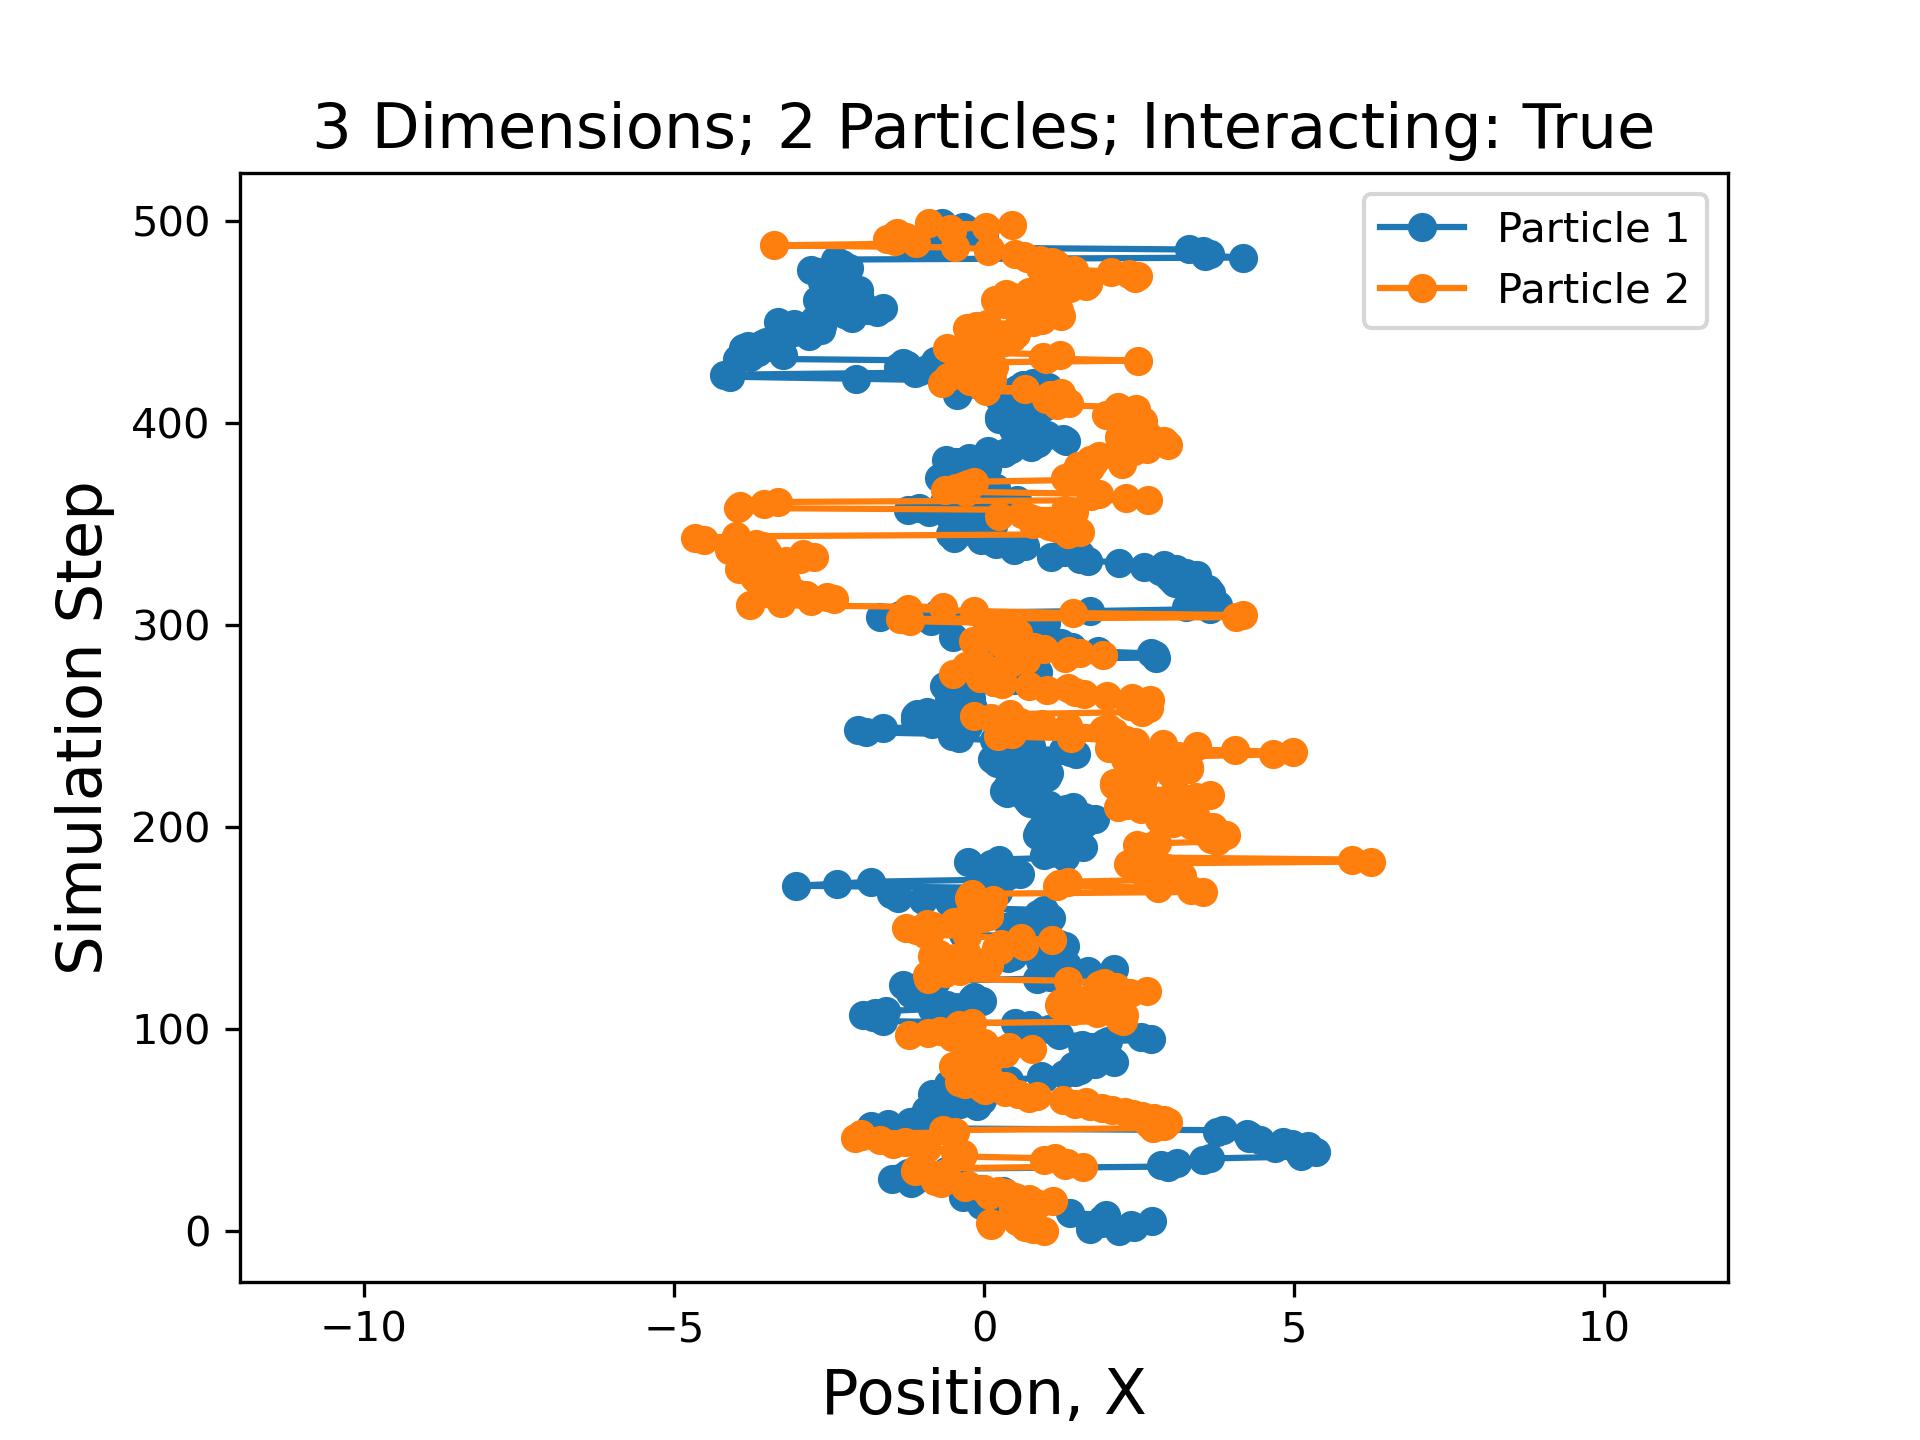 3 Dimensions; 2 Particles; Interacting: True
Particle 1
Particle 2
Simulation Step
500
400
300
200
100
0
−10
−5
0
5
10
Position, X